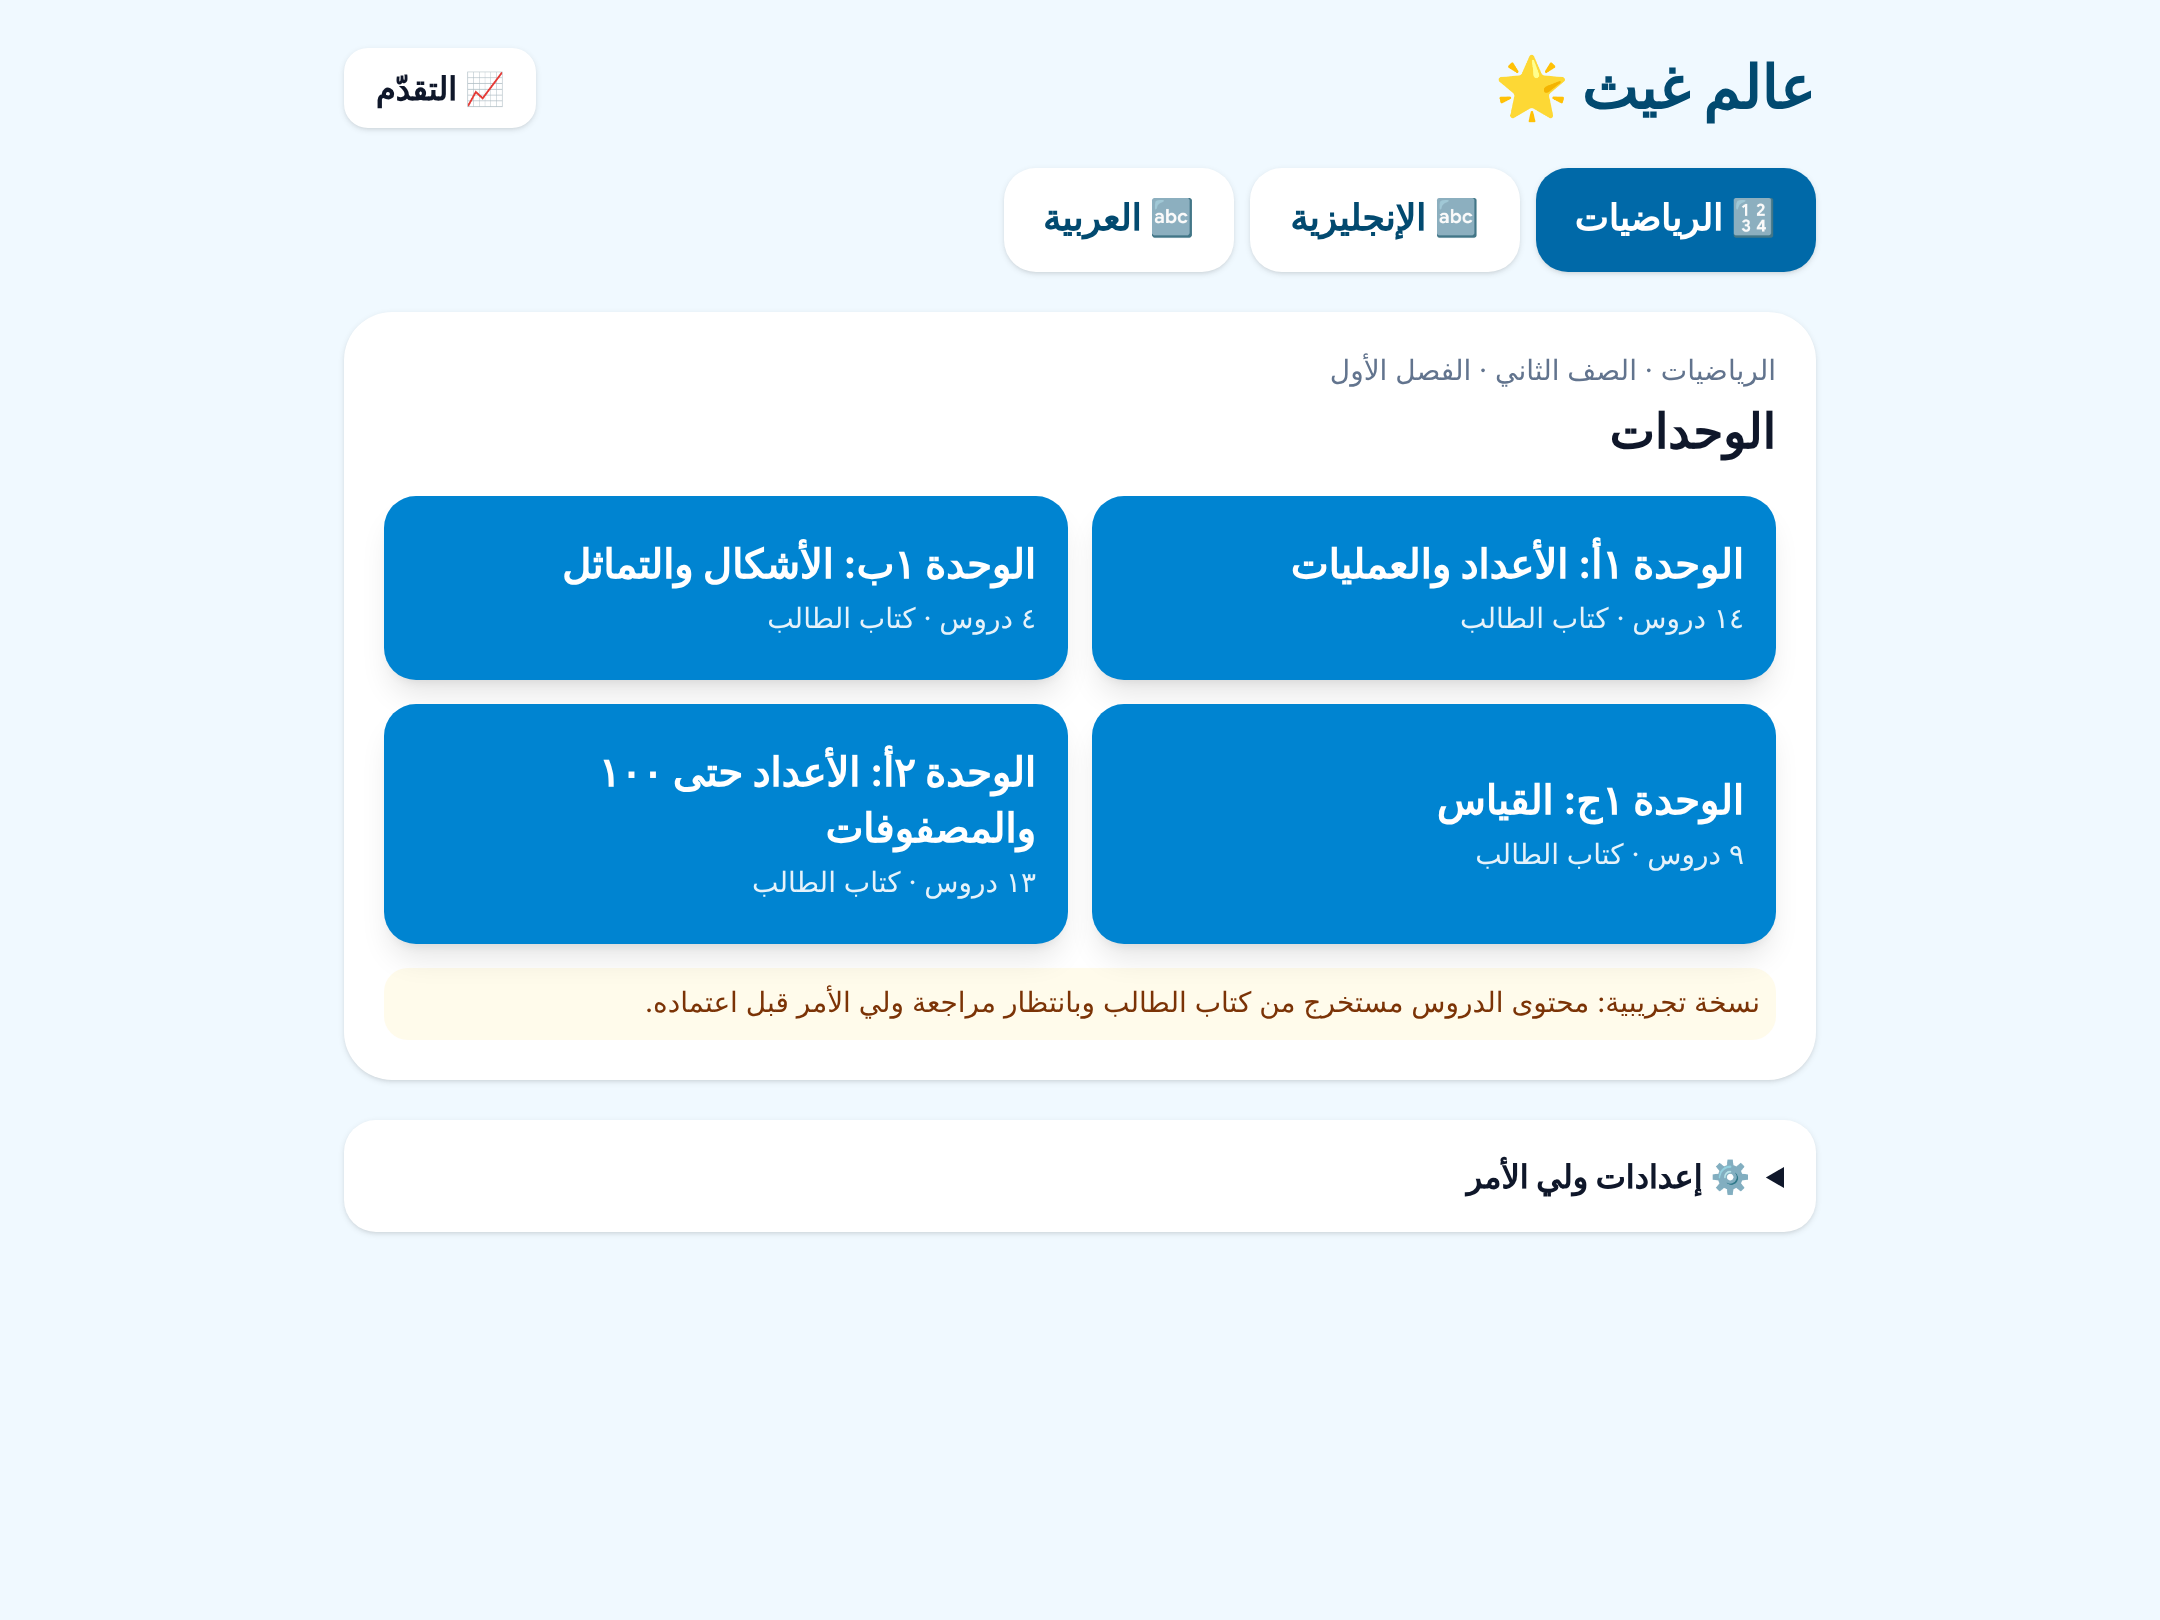 عالم غيث 🌟
📈 التقدّم
🔢 الرياضيات
🔤 الإنجليزية
🔤 العربية
الرياضيات · الصف الثاني · الفصل الأول
الوحدات
الوحدة ١أ: الأعداد والعمليات
١٤ دروس · كتاب الطالب
الوحدة ١ب: الأشكال والتماثل
٤ دروس · كتاب الطالب
الوحدة ١ج: القياس
٩ دروس · كتاب الطالب
الوحدة ٢أ: الأعداد حتى ١٠٠
والمصفوفات
١٣ دروس · كتاب الطالب
نسخة تجريبية: محتوى الدروس مستخرج من كتاب الطالب وبانتظار مراجعة ولي الأمر قبل اعتماده.
⚙️ إعدادات ولي الأمر